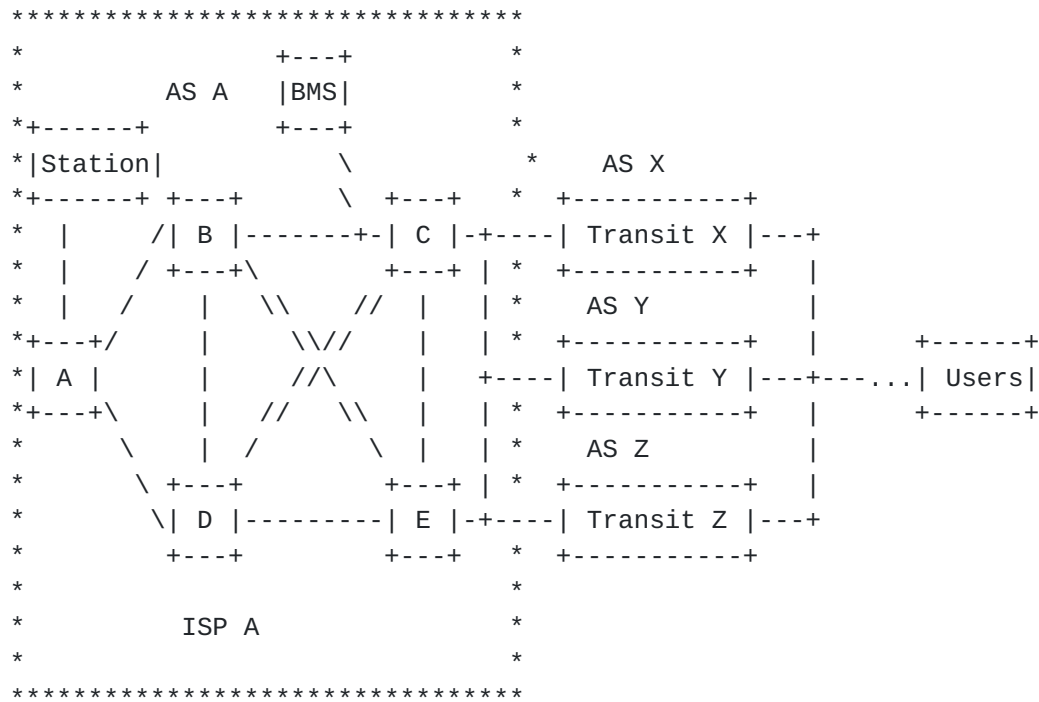 AS A |BMS|
|Station| AS X
B C Transit X
AS Y
A Transit Y ... Users
AS Z
D E Transit Z
ISP A